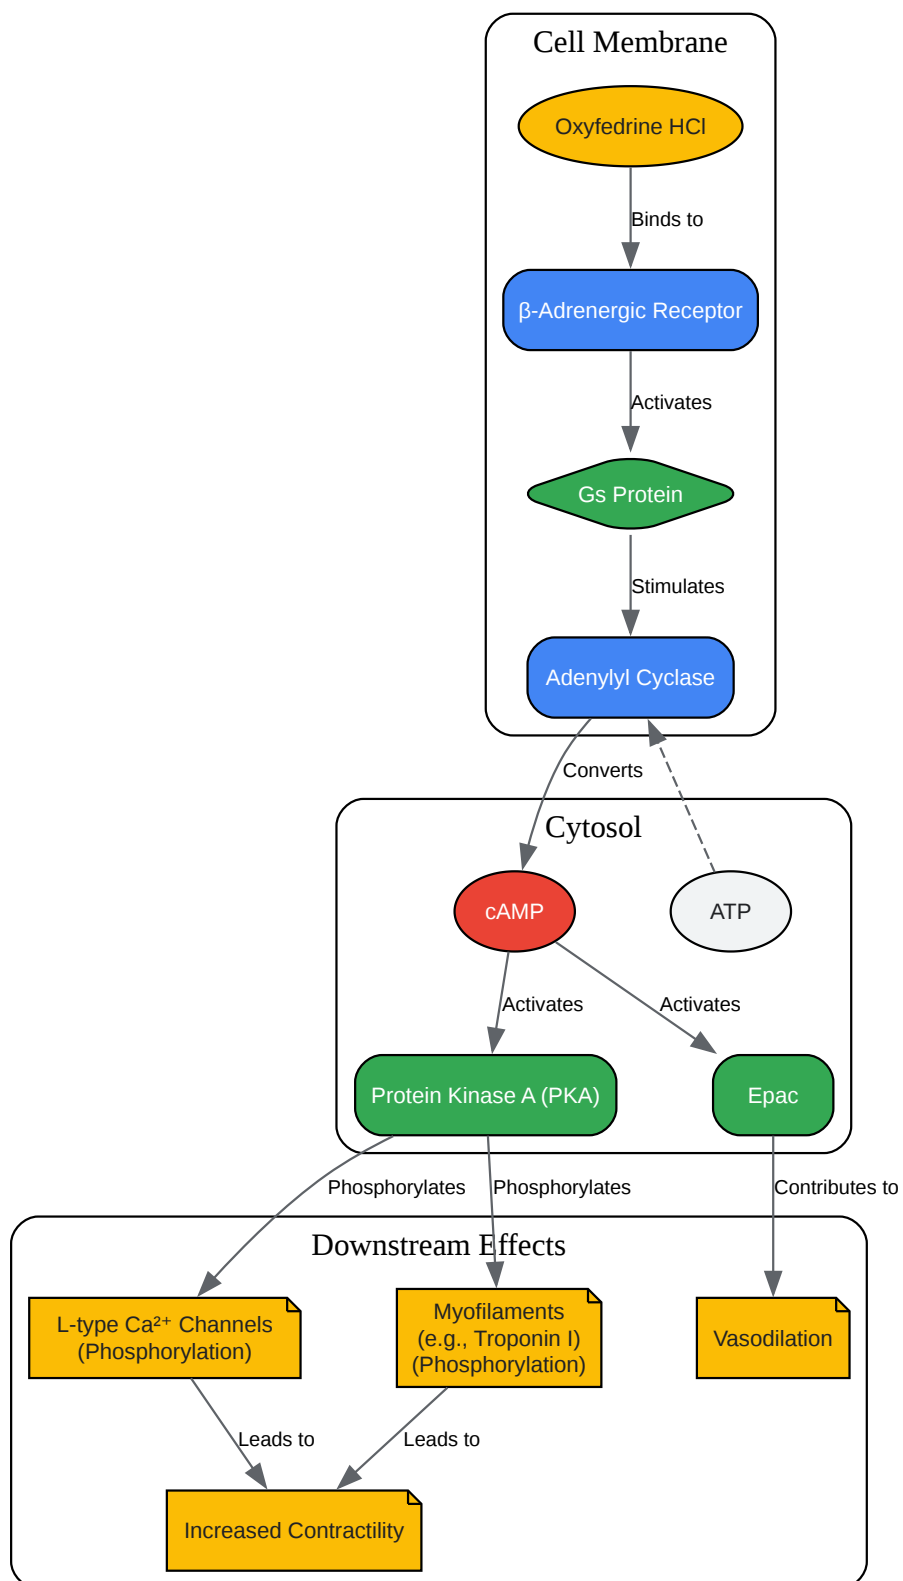 Cell Membrane
Oxyfedrine HCl
Binds to
β-Adrenergic Receptor
Activates
Gs Protein
Stimulates
Adenylyl Cyclase
Converts
Cytosol
cAMP
ATP
Activates
Activates
Protein Kinase A (PKA)
Epac
Phosphorylates
Phosphorylates
Contributes to
Downstream Effects
L-type Ca²⁺ Channels
(Phosphorylation)
Myofilaments
(e.g., Troponin I)
(Phosphorylation)
Vasodilation
Leads to
Leads to
Increased Contractility